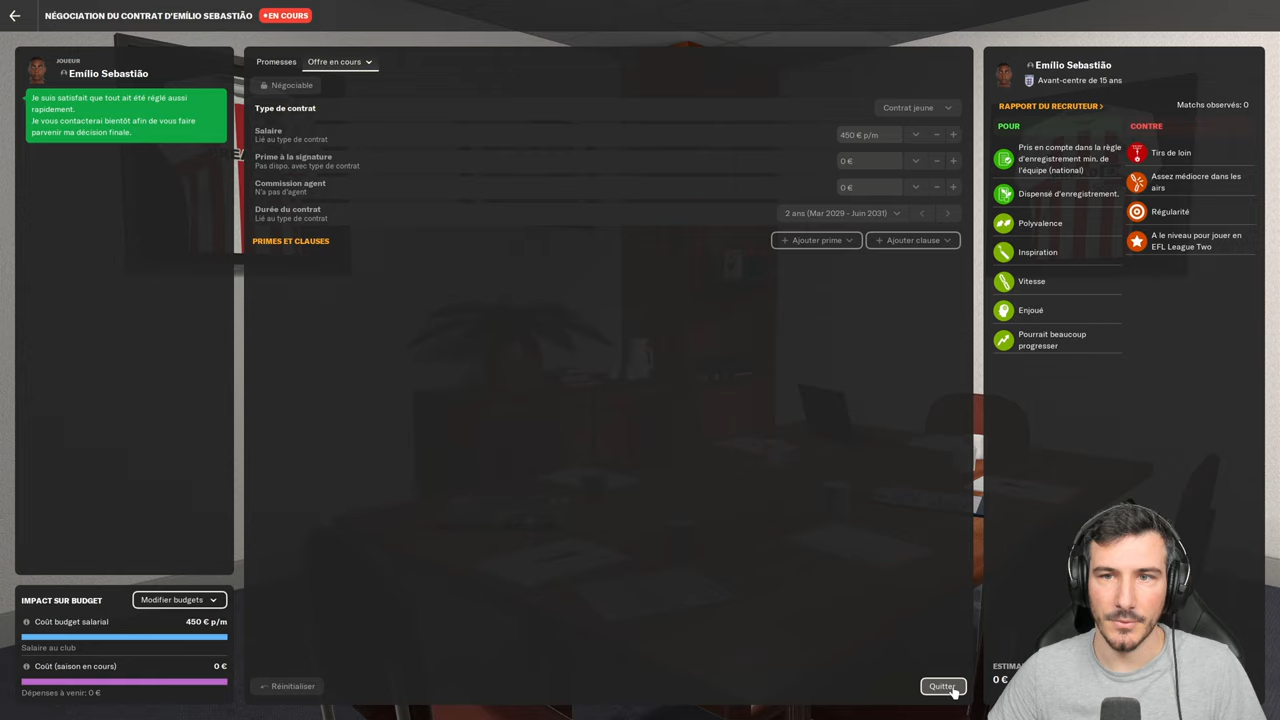 NÉGOCIATION DU CONTRAT D'EMÍLIO SEBASTIÃO
EN COURS
JOUEUR
Emílio Sebastião
Je suis satisfait que tout ait été réglé aussi
rapidement.
Je vous contacterai bientôt afin de vous faire
parvenir ma décision finale.
Promesses
Offre en cours
Négociable
Type de contrat
Contrat jeune
Salaire
Lié au type de contrat
450 € p/m
Prime à la signature
Pas dispo. avec type de contrat
0 €
Commission agent
N'a pas d'agent
0 €
Durée du contrat
Lié au type de contrat
2 ans (Mar 2029 - Juin 2031)
PRIMES ET CLAUSES
Ajouter prime
Ajouter clause
Réinitialiser
Quitter
IMPACT SUR BUDGET
Modifier budgets
Coût budget salarial
450 € p/m
Salaire au club
Coût (saison en cours)
0 €
Dépenses à venir: 0 €
Emílio Sebastião
Avant-centre de 15 ans
RAPPORT DU RECRUTEUR >
Matchs observés: 0
POUR
Pris en compte dans la règle
d'enregistrement min. de
l'équipe (national)
Dispensé d'enregistrement.
Polyvalence
Inspiration
Vitesse
Enjoué
Pourrait beaucoup
progresser
CONTRE
Tirs de loin
Assez médiocre dans les
airs
Régularité
A le niveau pour jouer en
EFL League Two
ESTIMA
0 €